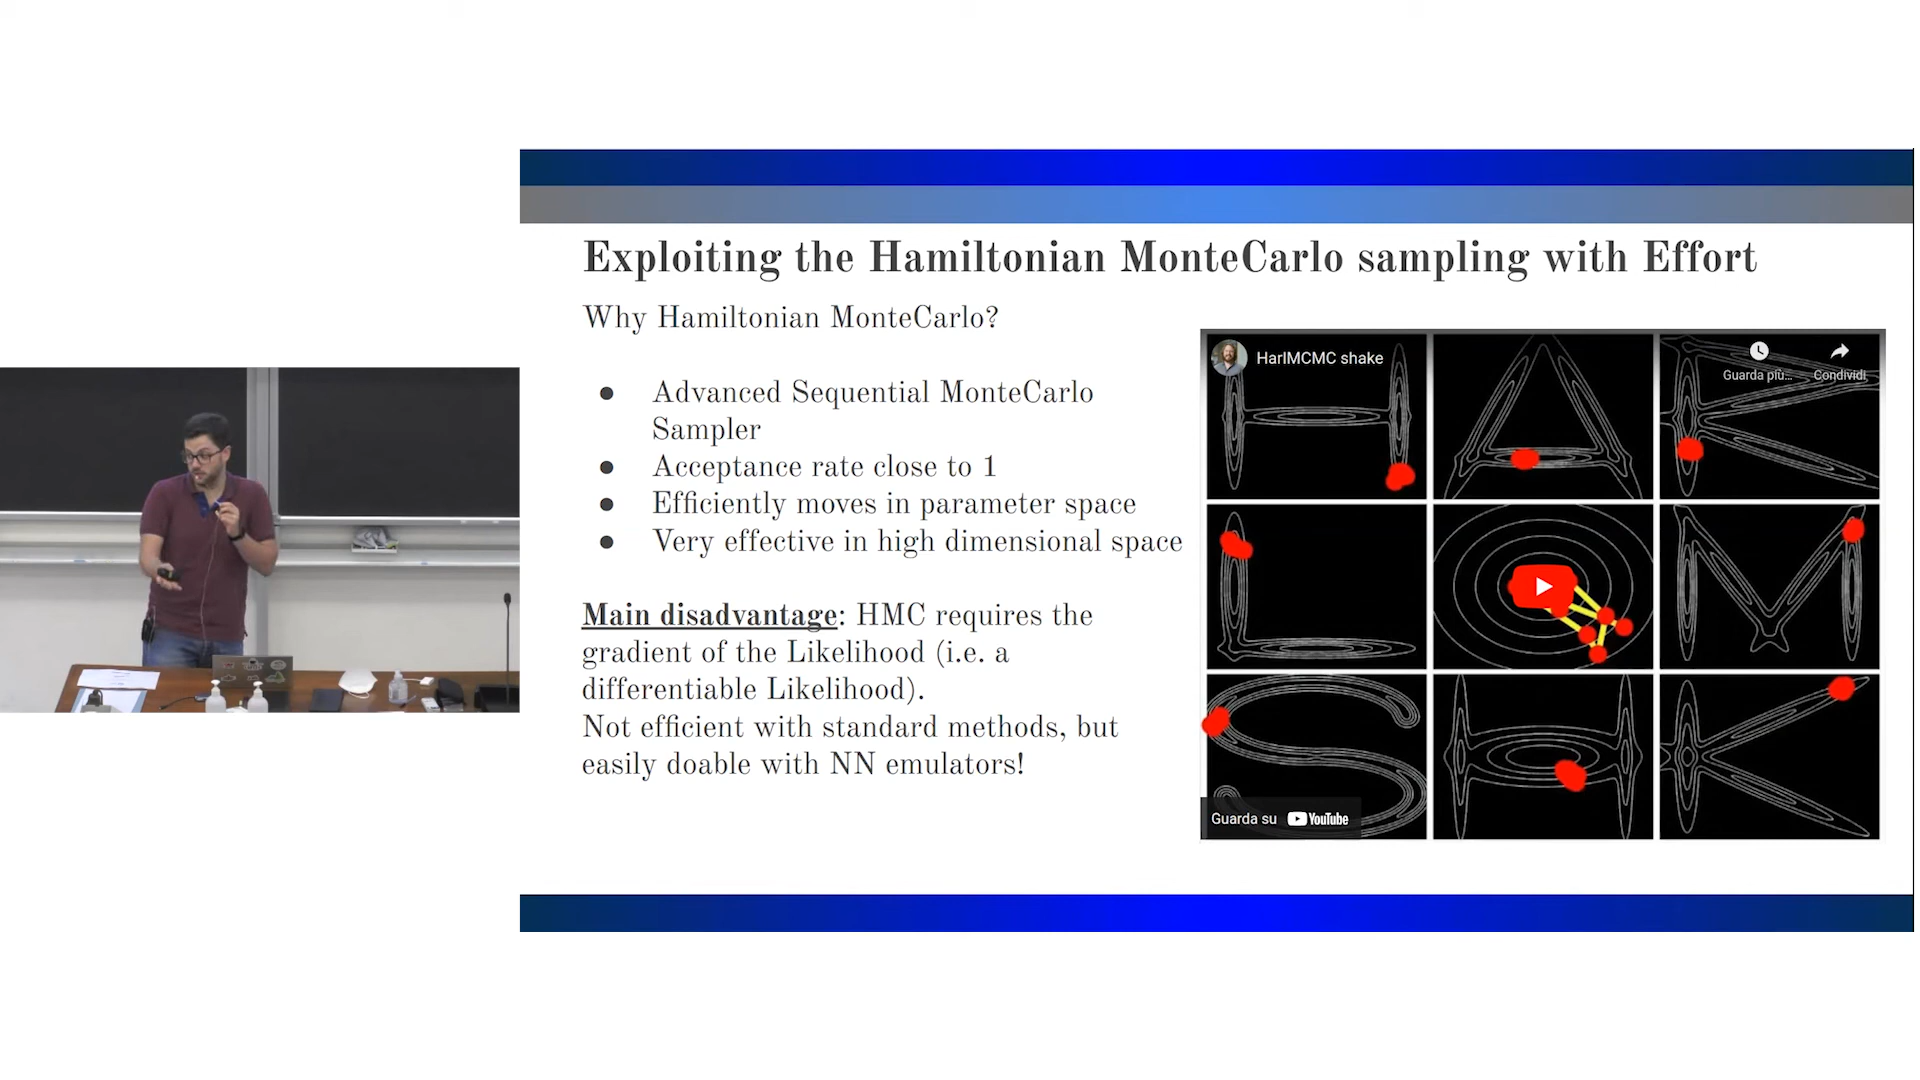 Exploiting the Hamiltonian MonteCarlo sampling with Effort
Why Hamiltonian MonteCarlo?
● Advanced Sequential MonteCarlo
Sampler
● Acceptance rate close to 1
● Efficiently moves in parameter space
● Very effective in high dimensional space
Main disadvantage: HMC requires the
gradient of the Likelihood (i.e. a
differentiable Likelihood).
Not efficient with standard methods, but
easily doable with NN emulators!
HarlMCMC shake
Guarda più...
Condividi
H A R
L M
S H K
Guarda su YouTube